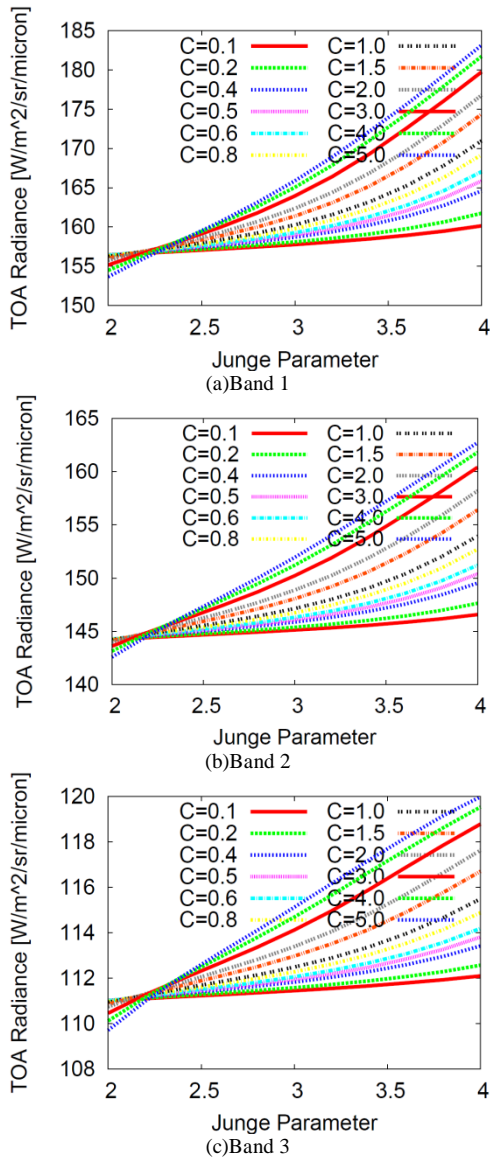 TOA Radiance [W/m^2/sr/micron]
185
180
175
170
165
160
155
150
C=0.1 C=1.0
C=0.2 C=1.5
C=0.4 C=2.0
C=0.5 C=3.0
C=0.6 C=4.0
C=0.8 C=5.0
2 2.5 3 3.5 4
Junge Parameter
(a)Band 1
TOA Radiance [W/m^2/sr/micron]
165
160
155
150
145
140
C=0.1 C=1.0
C=0.2 C=1.5
C=0.4 C=2.0
C=0.5 C=3.0
C=0.6 C=4.0
C=0.8 C=5.0
2 2.5 3 3.5 4
Junge Parameter
(b)Band 2
TOA Radiance [W/m^2/sr/micron]
120
118
116
114
112
110
108
C=0.1 C=1.0
C=0.2 C=1.5
C=0.4 C=2.0
C=0.5 C=3.0
C=0.6 C=4.0
C=0.8 C=5.0
2 2.5 3 3.5 4
Junge Parameter
(c)Band 3